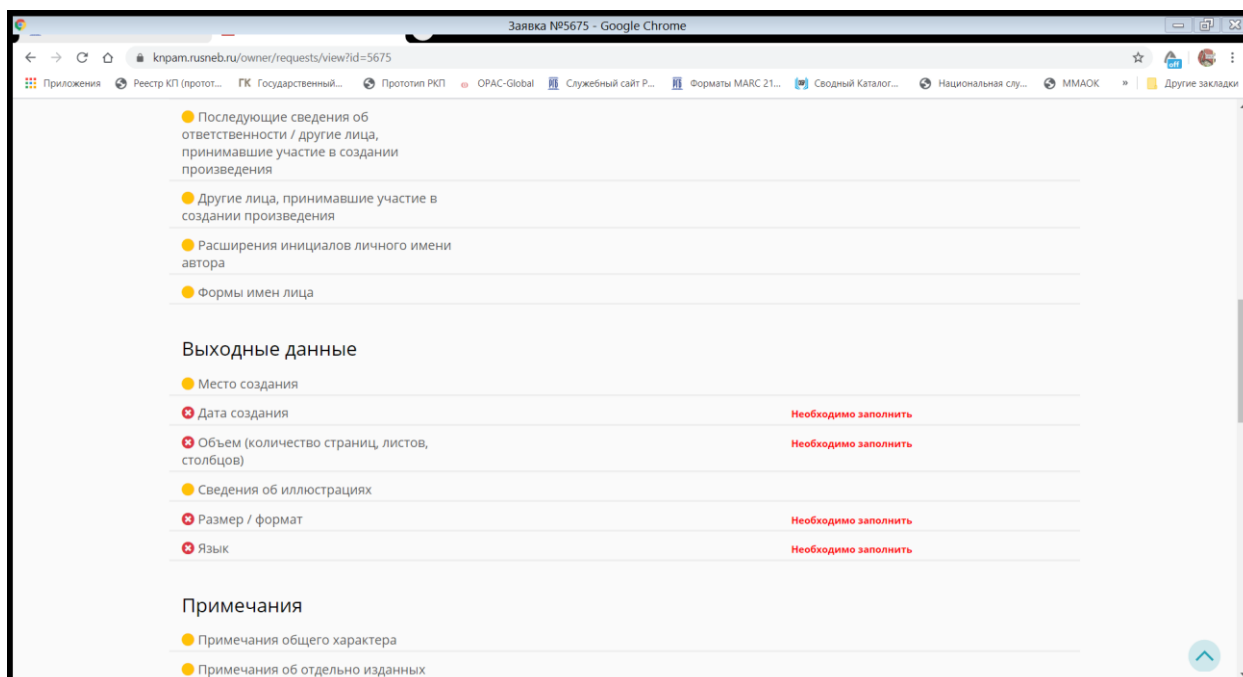 Заявка №5675 - Google Chrome
knpam.rusneb.ru/owner/requests/view?id=5675
Приложения Реестр КП (протот... ГК Государственный... Прототип РКП OPAC-Global Служебный сайт Р... Форматы MARC 21... Сводный Каталог... Национальная слу... ММАОК » Другие закладки
off
Последующие сведения об
ответственности / другие лица,
принимавшие участие в создании
произведения
Другие лица, принимавшие участие в
создании произведения
Расширения инициалов личного имени
автора
Формы имен лица
Выходные данные
Место создания
Дата создания Необходимо заполнить
Объем (количество страниц, листов, Необходимо заполнить
столбцов)
Сведения об иллюстрациях
Размер / формат Необходимо заполнить
Язык Необходимо заполнить
Примечания
Примечания общего характера
Примечания об отдельно изданных